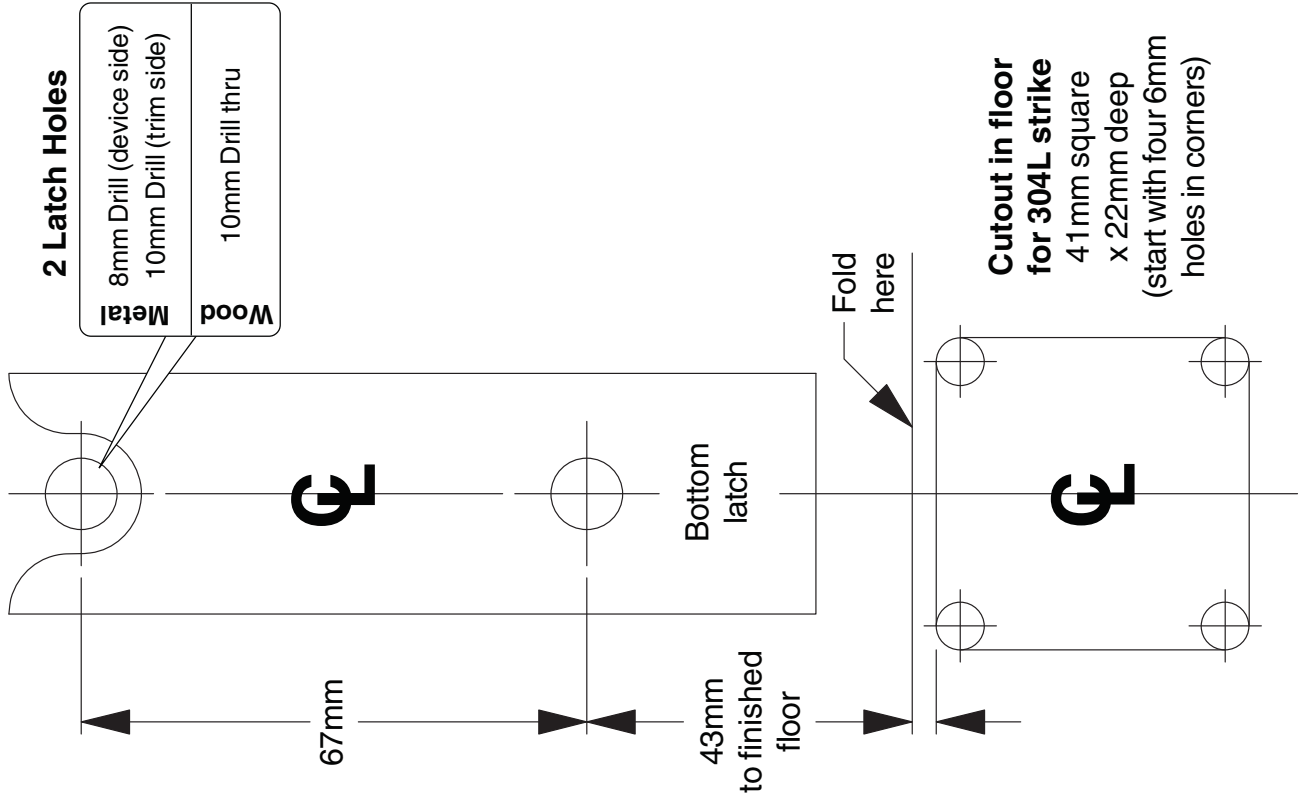 2 Latch Holes
Metal
8mm Drill (device side)
10mm Drill (trim side)
Wood
10mm Drill thru
67mm
CL
Bottom
latch
43mm
to finished
floor
Fold
here
CL
Cutout in floor
for 304L strike
41mm square
x 22mm deep
(start with four 6mm
holes in corners)